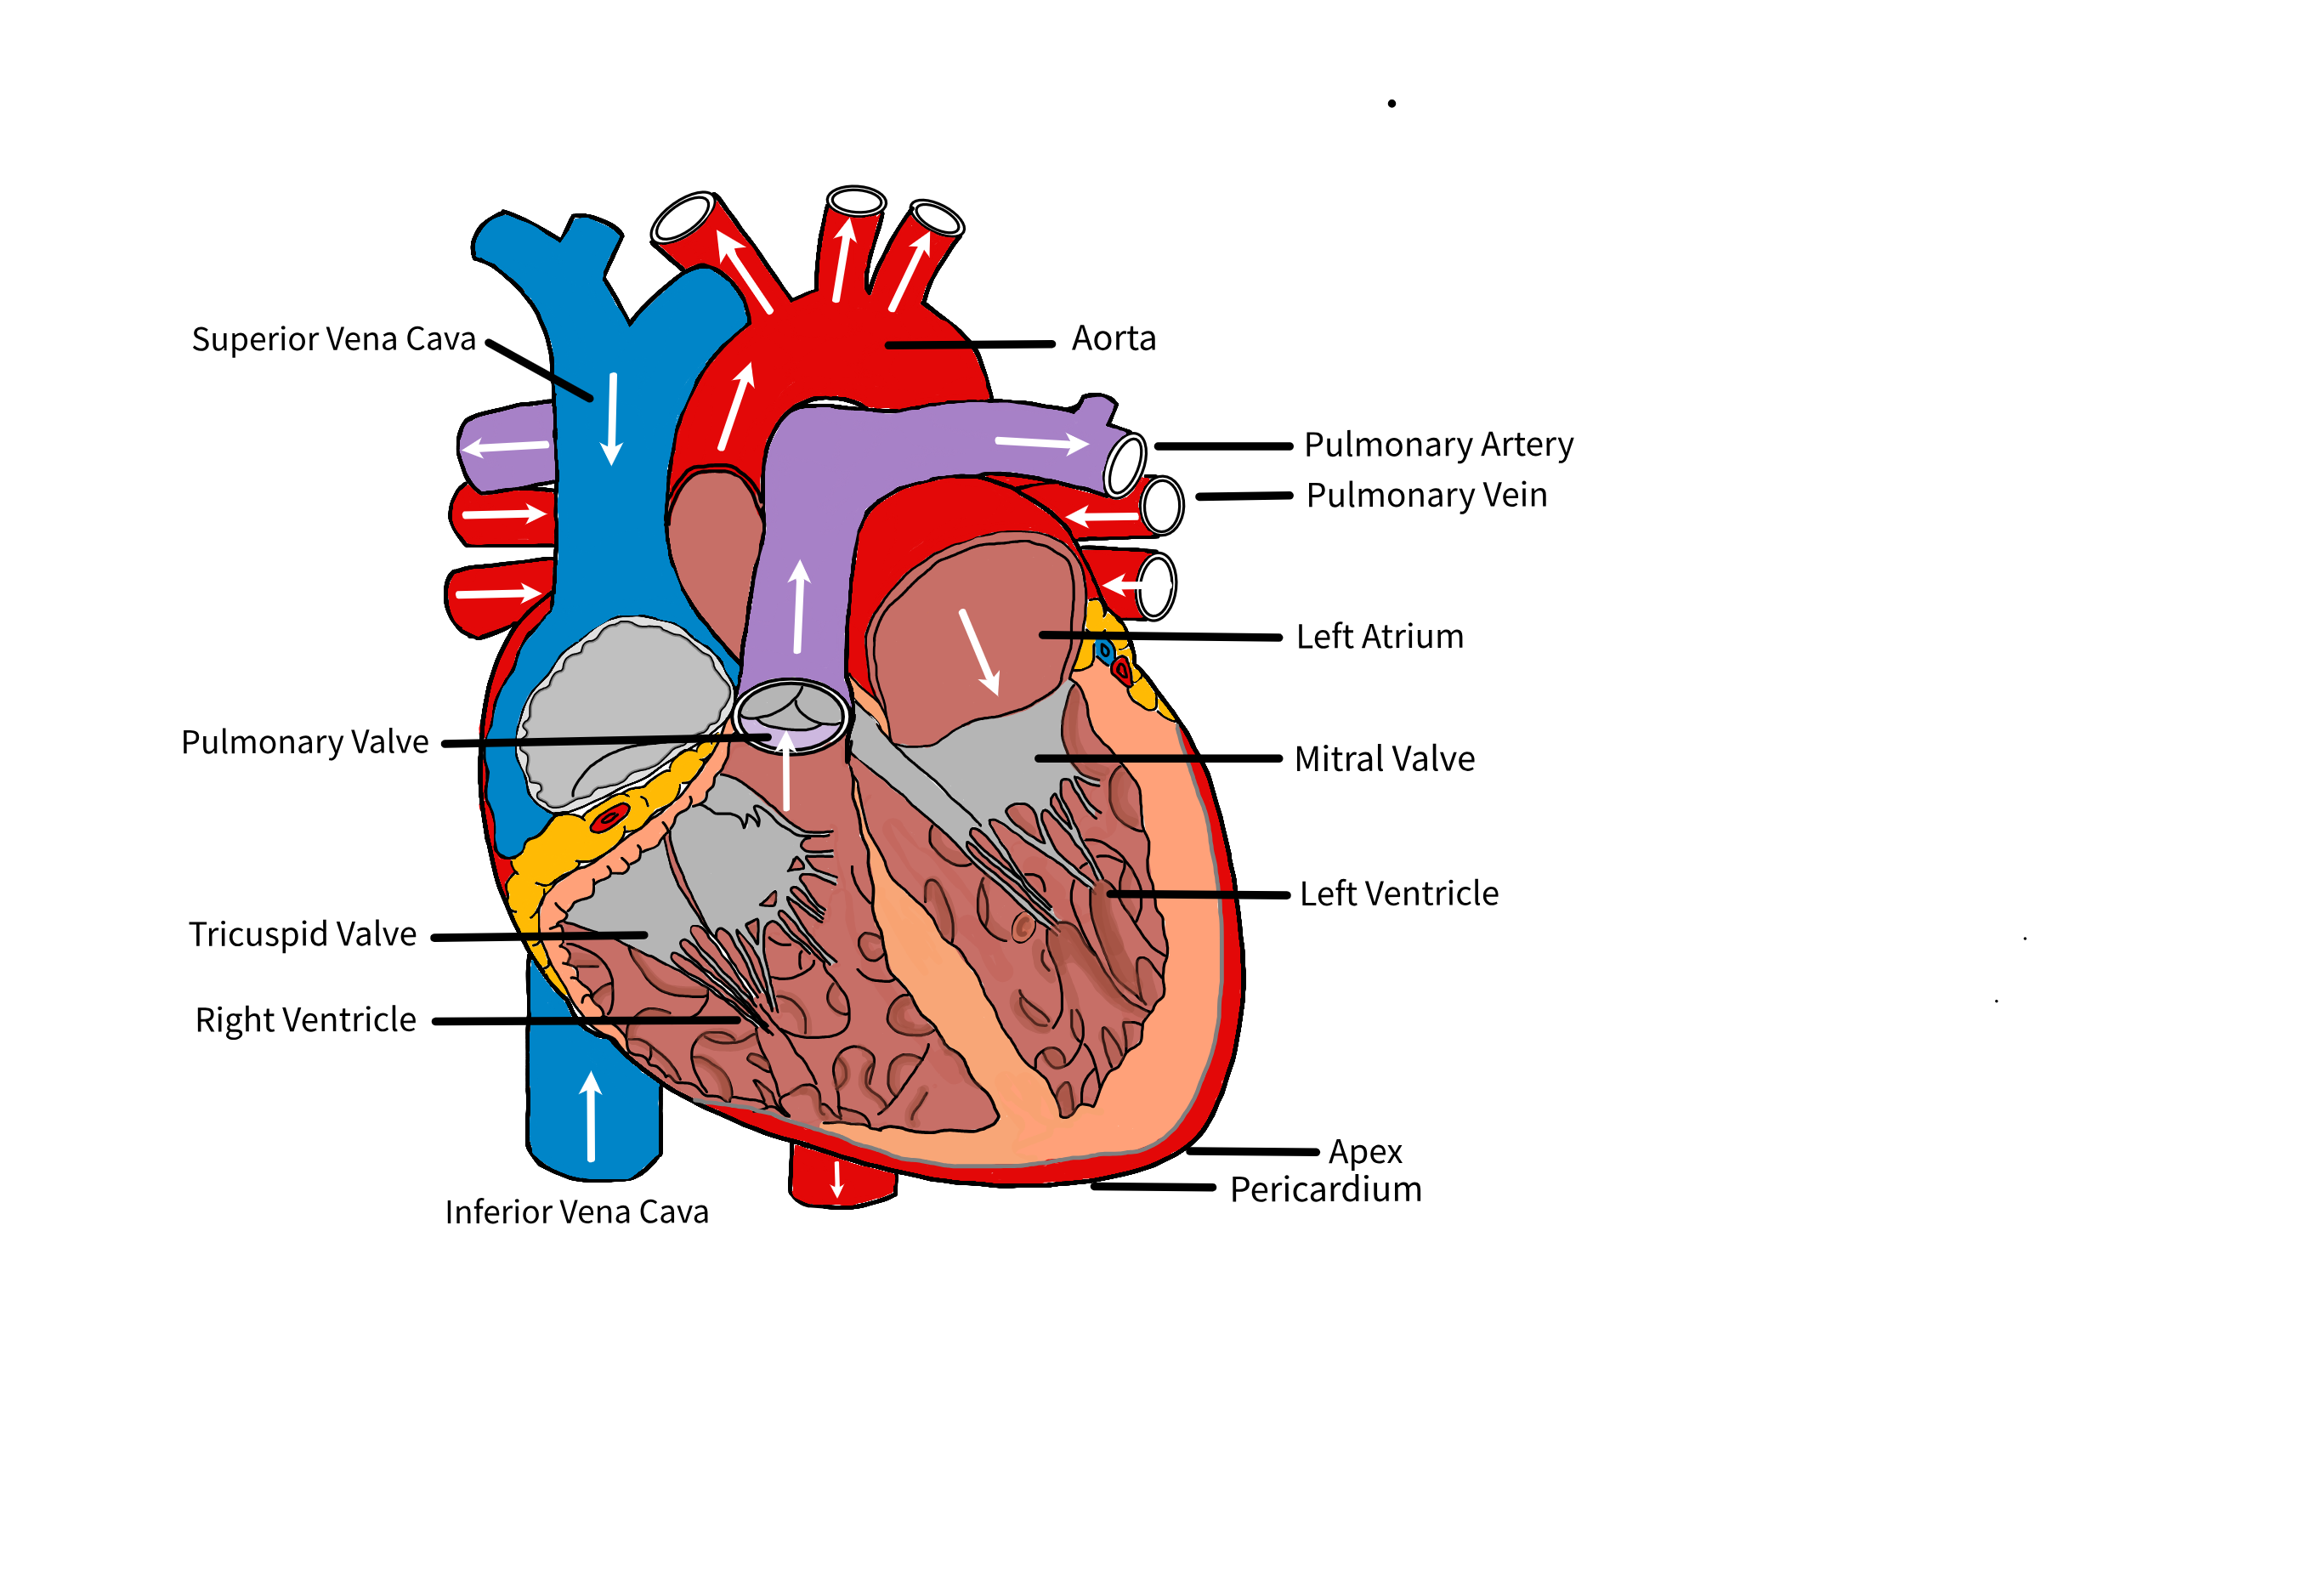 Superior Vena Cava
Aorta
Pulmonary Artery
Pulmonary Vein
Left Atrium
Pulmonary Valve
Mitral Valve
Left Ventricle
Tricuspid Valve
Right Ventricle
Apex
Pericardium
Inferior Vena Cava